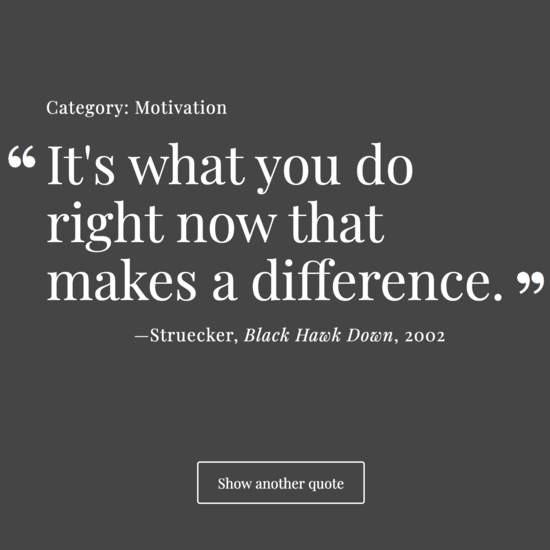 Category: Motivation
“ It's what you do
right now that
makes a difference. ”
—Struecker, Black Hawk Down, 2002
Show another quote